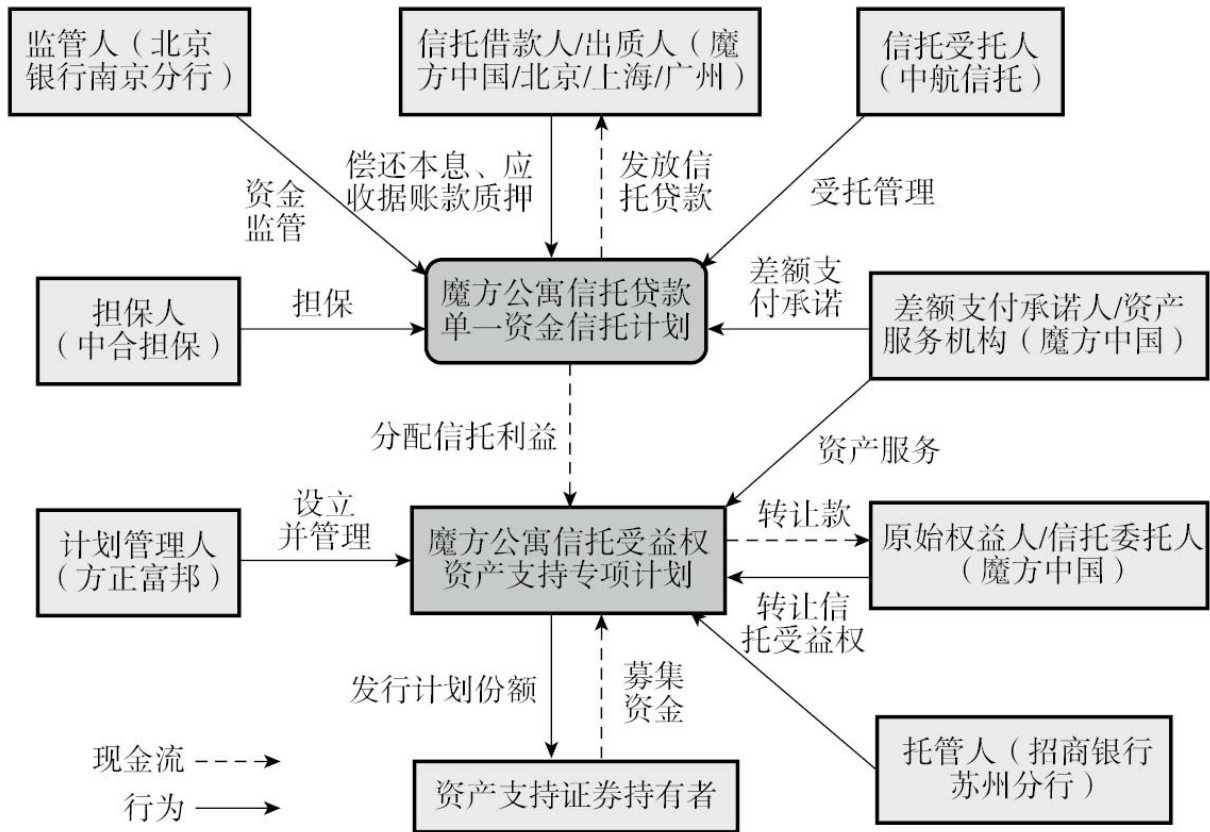 监管人（北京
银行南京分行）
信托借款人/出质人（魔
方中国/北京/上海/广州）
信托受托人
（中航信托）
资金
监管
偿还本息、应
收据账款质押
发放信
托贷款
受托管理
担保人
（中合担保）
担保
魔方公寓信托贷款
单一资金信托计划
差额支
付承诺
差额支付承诺人/资产
服务机构（魔方中国）
分配信托利益
资产服务
计划管理人
（方正富邦）
设立
并管理
魔方公寓信托受益权
资产支持专项计划
转让款
原始权益人/信托委托人
（魔方中国）
转让信
托受益权
发行计划份额
募集
资金
托管人（招商银行
苏州分行）
现金流
行为
资产支持证券持有者